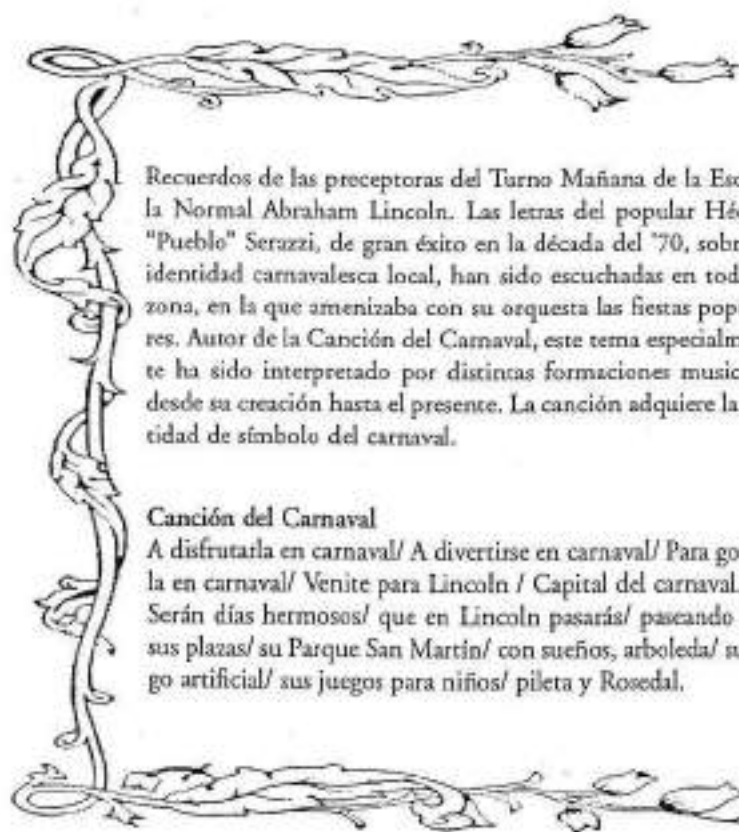 Recuerdos de las preceptoras del Turno Mañana de la Esc
la Normal Abraham Lincoln. Las letras del popular Hé
"Pueblo" Serazzi, de gran éxito en la década del '70, sobr
identidad carnavalesca local, han sido escuchadas en tod
zona, en la que amenizaba con su orquesta las fiestas pop
res. Autor de la Canción del Carnaval, este tema especialm
te ha sido interpretado por distintas formaciones music
desde su creación hasta el presente. La canción adquiere la
tidad de símbolo del carnaval.
Canción del Carnaval
A disfrutarla en carnaval/ A divertirse en carnaval/ Para go
la en carnaval/ Venite para Lincoln / Capital del carnaval.
Serán días hermosos/ que en Lincoln pasarás/ paseando
sus plazas/ su Parque San Martín/ con sueños, arboleda/ su
go artificial/ sus juegos para niños/ pileta y Rosedal.